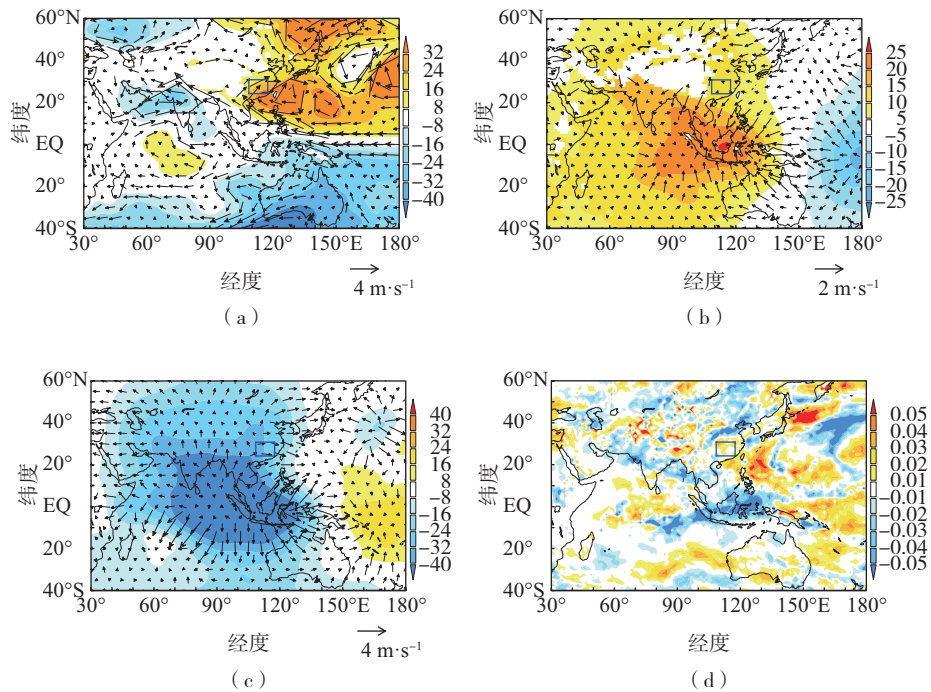 60°N
40°
20°
EQ
20°
40°S
纬度
30°
60°
90°
120°
150°E
180°
经度
32
24
16
8
−8
−16
−24
−32
−40
4 m·s⁻¹
(a)
60°N
40°
20°
EQ
20°
40°S
纬度
30°
60°
90°
120°
150°E
180°
经度
25
20
15
10
5
−5
−10
−15
−20
−25
2 m·s⁻¹
(b)
60°N
40°
20°
EQ
20°
40°S
纬度
30°
60°
90°
120°
150°E
180°
经度
40
32
24
16
8
−8
−16
−24
−32
−40
4 m·s⁻¹
(c)
60°N
40°
20°
EQ
20°
40°S
纬度
30°
60°
90°
120°
150°E
180°
经度
0.05
0.04
0.03
0.02
0.01
−0.01
−0.02
−0.03
−0.04
−0.05
(d)